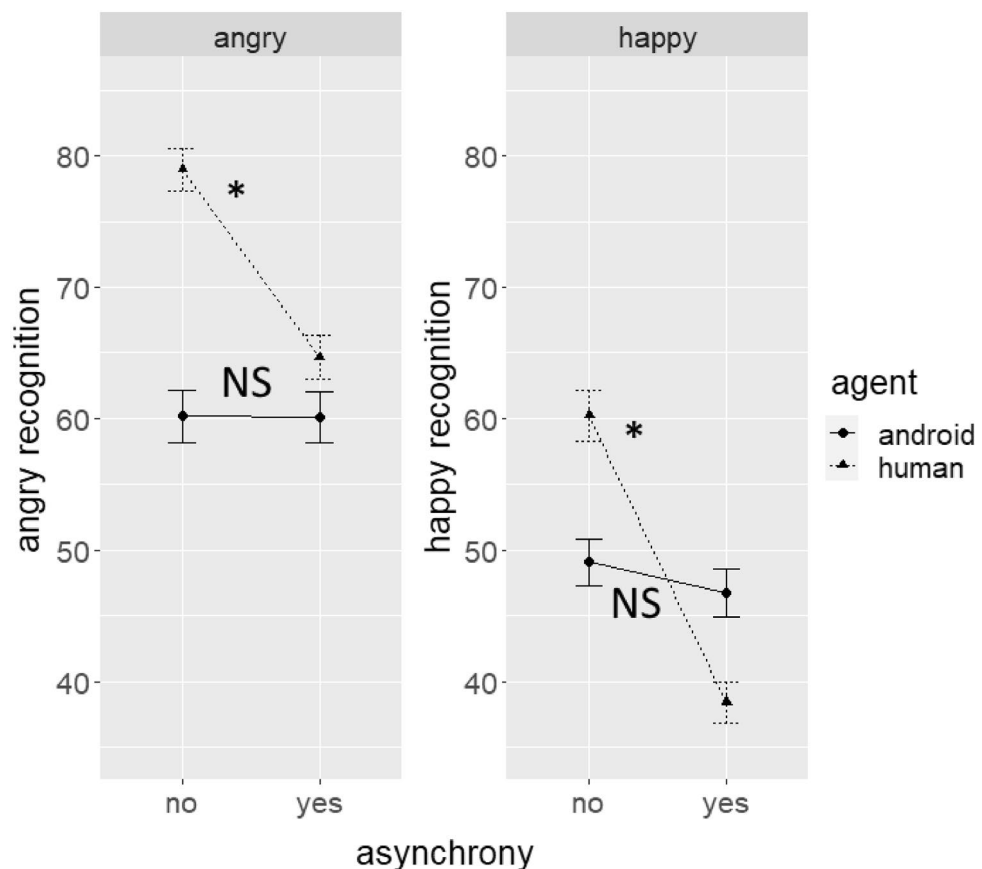 angry
happy
angry recognition
80
70
60
50
40
*
NS
no
yes
happy recognition
80
70
60
50
40
*
NS
no
yes
asynchrony
agent
android
human